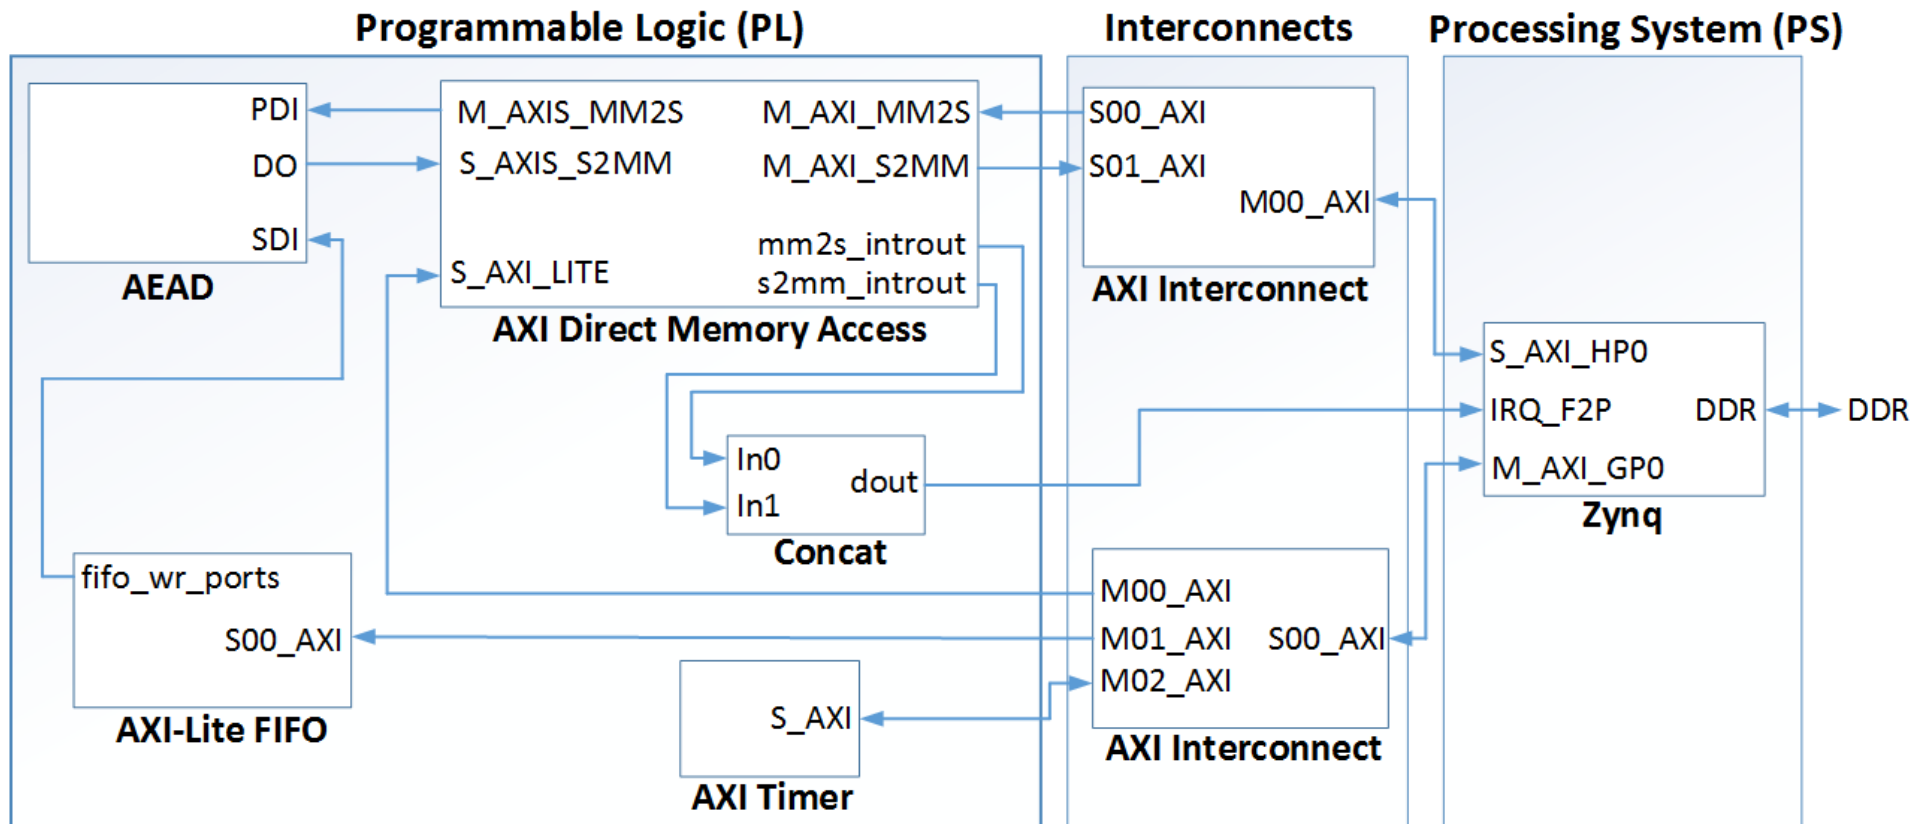 Programmable Logic (PL)
Interconnects
Processing System (PS)
PDI
DO
SDI
AEAD
M_AXIS_MM2S
M_AXI_MM2S
S_AXIS_S2MM
M_AXI_S2MM
mm2s_introut
S_AXI_LITE
s2mm_introut
AXI Direct Memory Access
S00_AXI
S01_AXI
M00_AXI
AXI Interconnect
S_AXI_HP0
IRQ_F2P
DDR
DDR
M_AXI_GP0
Zynq
In0
dout
In1
Concat
fifo_wr_ports
S00_AXI
AXI-Lite FIFO
M00_AXI
M01_AXI
S00_AXI
M02_AXI
AXI Interconnect
S_AXI
AXI Timer